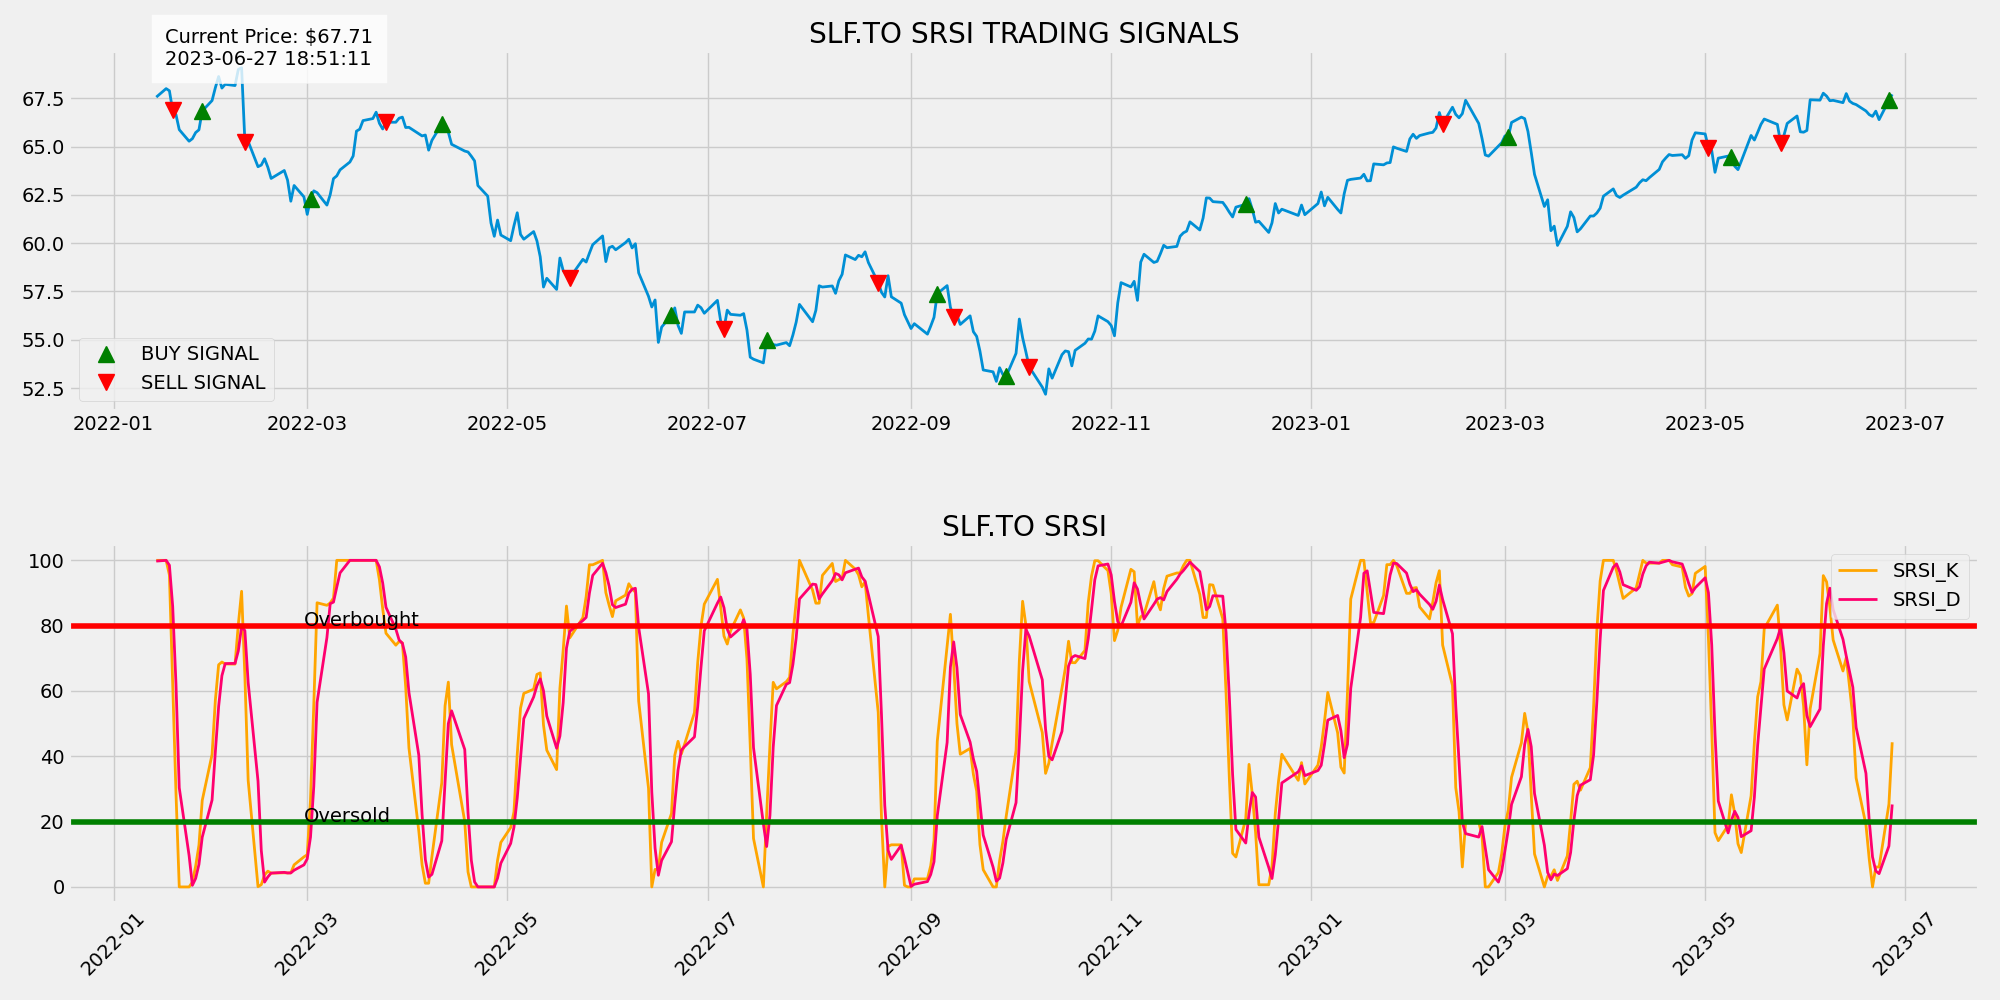 SLF.TO SRSI TRADING SIGNALS
Current Price: $67.71
2023-06-27 18:51:11
67.5
65.0
62.5
60.0
57.5
55.0
52.5
BUY SIGNAL
SELL SIGNAL
2022-01 2022-03 2022-05 2022-07 2022-09 2022-11 2023-01 2023-03 2023-05 2023-07
SLF.TO SRSI
100
80
60
40
20
0
SRSI_K
SRSI_D
Overbought
Oversold
2022-01 2022-03 2022-05 2022-07 2022-09 2022-11 2023-01 2023-03 2023-05 2023-07